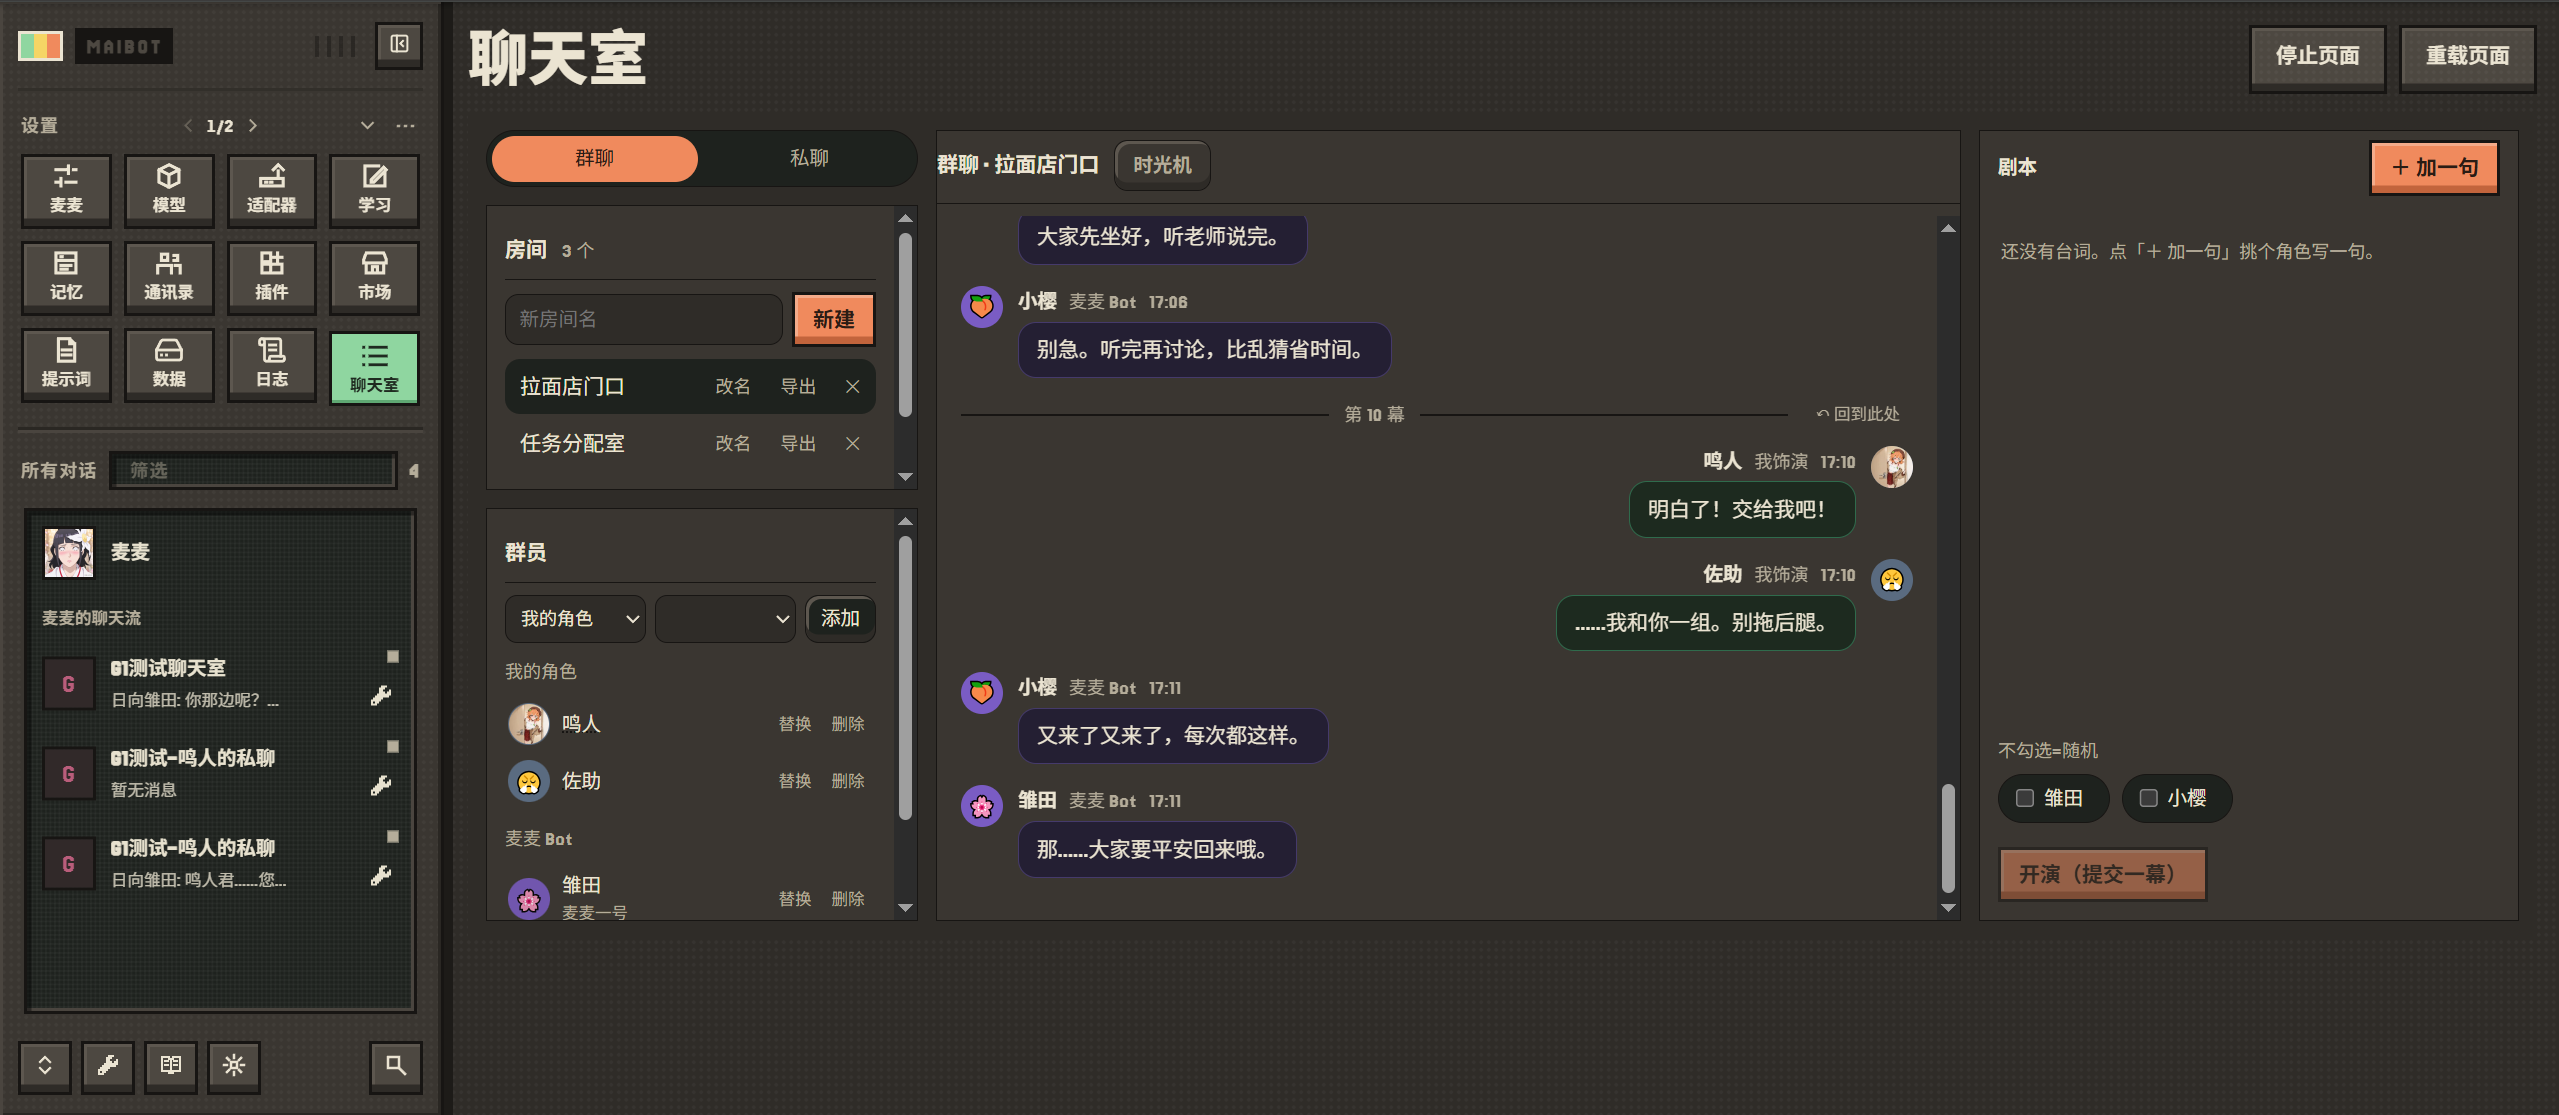 MAIBOT
设置
1/2
麦麦
模型
适配器
学习
记忆
通讯录
插件
市场
提示词
数据
日志
聊天室
所有对话
筛选
4
麦麦
麦麦的聊天流
G
G1测试聊天室
日向雏田: 你那边呢？...
G
G1测试-鸣人的私聊
暂无消息
G
G1测试-鸣人的私聊
日向雏田: 鸣人君……您...
聊天室
停止页面
重载页面
群聊
私聊
房间 3 个
新房间名
新建
拉面店门口 改名 导出 ×
任务分配室 改名 导出 ×
群员
我的角色
添加
我的角色
鸣人 替换 删除
佐助 替换 删除
麦麦 Bot
雏田 替换 删除
麦麦一号
群聊 · 拉面店门口 时光机
大家先坐好，听老师说完。
小樱 麦麦 Bot 17:06
别急。听完再讨论，比乱猜省时间。
第 10 幕 ↶ 回到此处
鸣人 我饰演 17:10
明白了！交给我吧！
佐助 我饰演 17:10
……我和你一组。别拖后腿。
小樱 麦麦 Bot 17:11
又来了又来了，每次都这样。
雏田 麦麦 Bot 17:11
那……大家要平安回来哦。
剧本
＋ 加一句
还没有台词。点「＋ 加一句」挑个角色写一句。
不勾选=随机
雏田
小樱
开演（提交一幕）